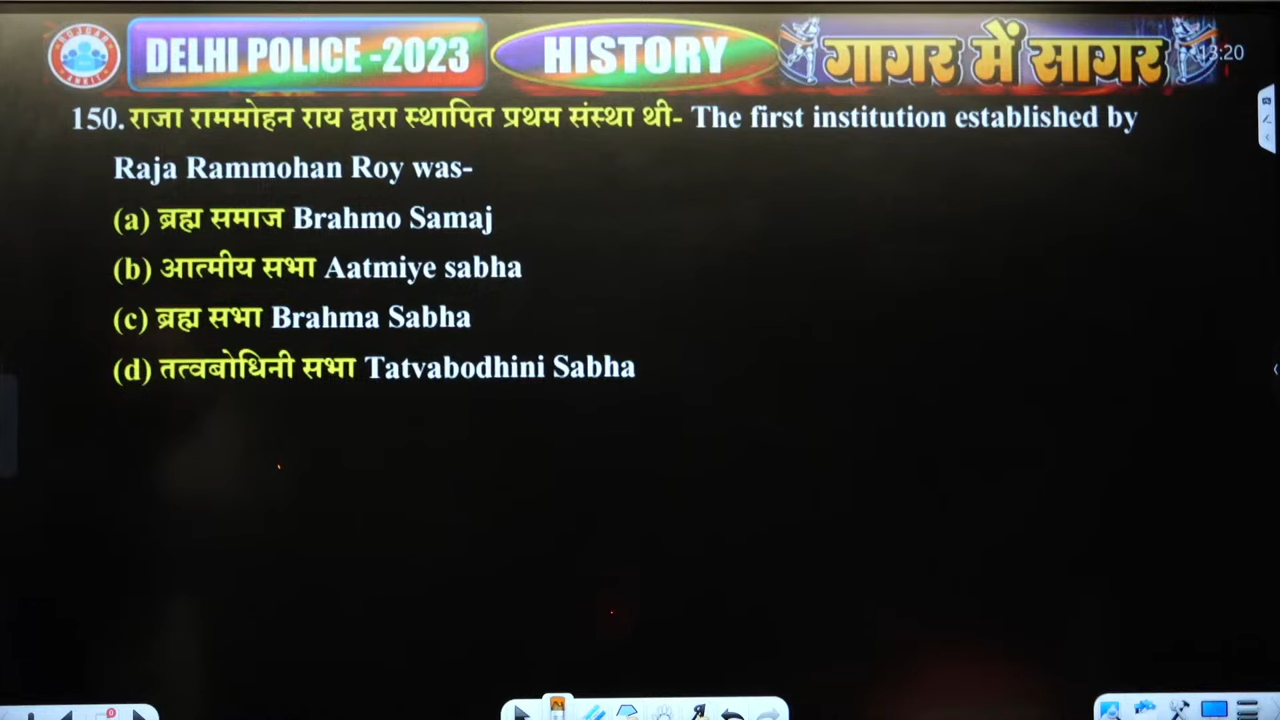 DELHI POLICE -2023 HISTORY गागर में सागर 13:20
150. राजा राममोहन राय द्वारा स्थापित प्रथम संस्था थी- The first institution established by
Raja Rammohan Roy was-
(a) ब्रह्म समाज Brahmo Samaj
(b) आत्मीय सभा Aatmiye sabha
(c) ब्रह्म सभा Brahma Sabha
(d) तत्वबोधिनी सभा Tatvabodhini Sabha